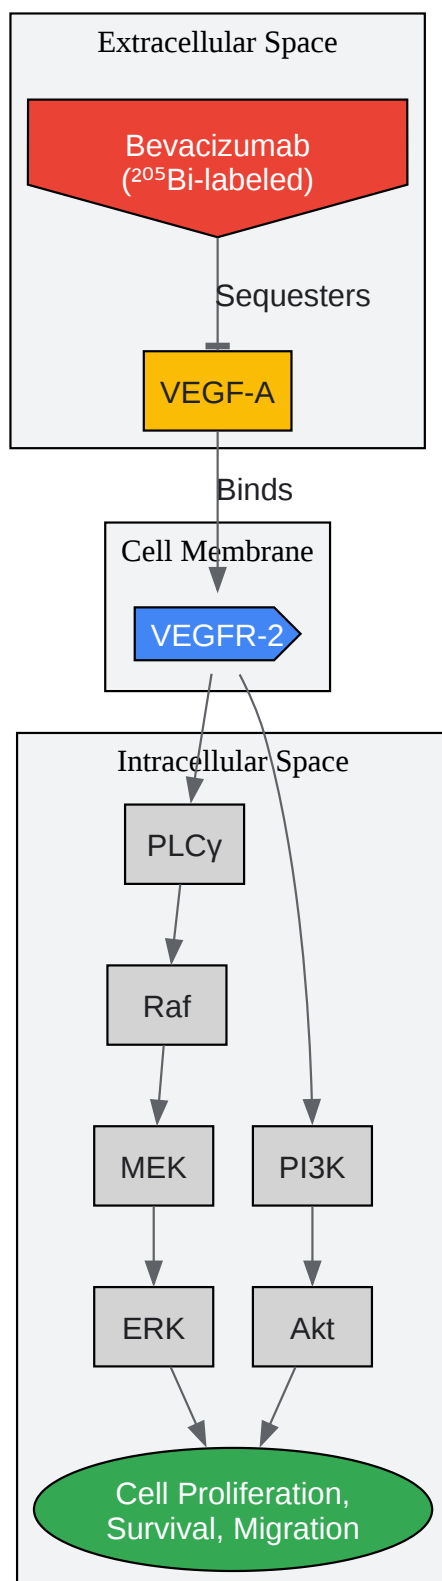 Extracellular Space
Bevacizumab
(²⁰⁵Bi-labeled)
Sequesters
VEGF-A
Binds
Cell Membrane
VEGFR-2
Intracellular Space
PLCγ
Raf
MEK
PI3K
ERK
Akt
Cell Proliferation,
Survival, Migration